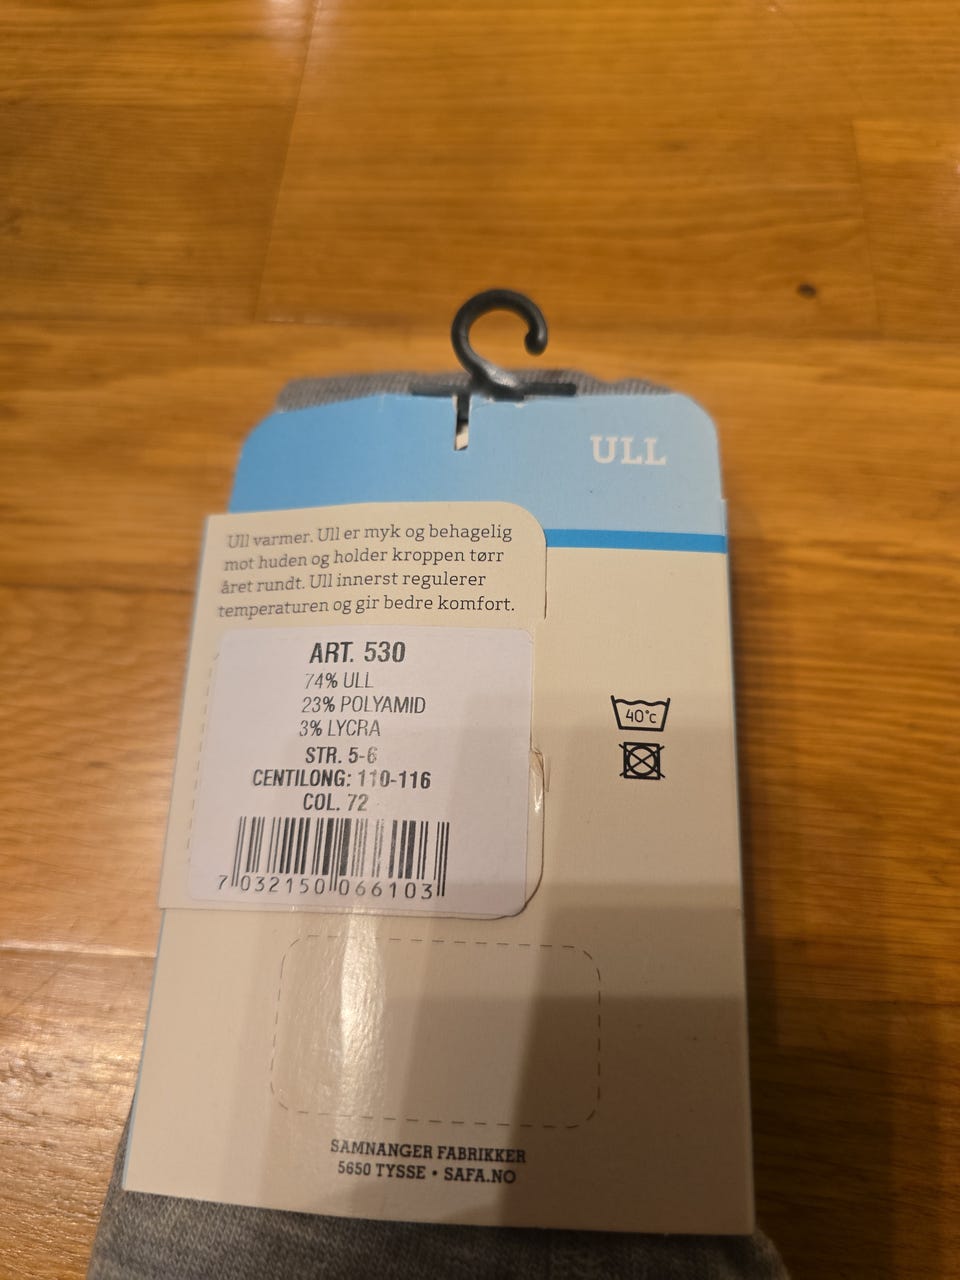 ULL
Ull varmer. Ull er myk og behagelig
mot huden og holder kroppen tørr
året rundt. Ull innerst regulerer
temperaturen og gir bedre komfort.
ART. 530
74% ULL
23% POLYAMID
3% LYCRA
STR. 5-6
CENTILONG: 110-116
COL. 72
7 032150 066103
40°c
SAMNANGER FABRIKKER
5650 TYSSE • SAFA.NO